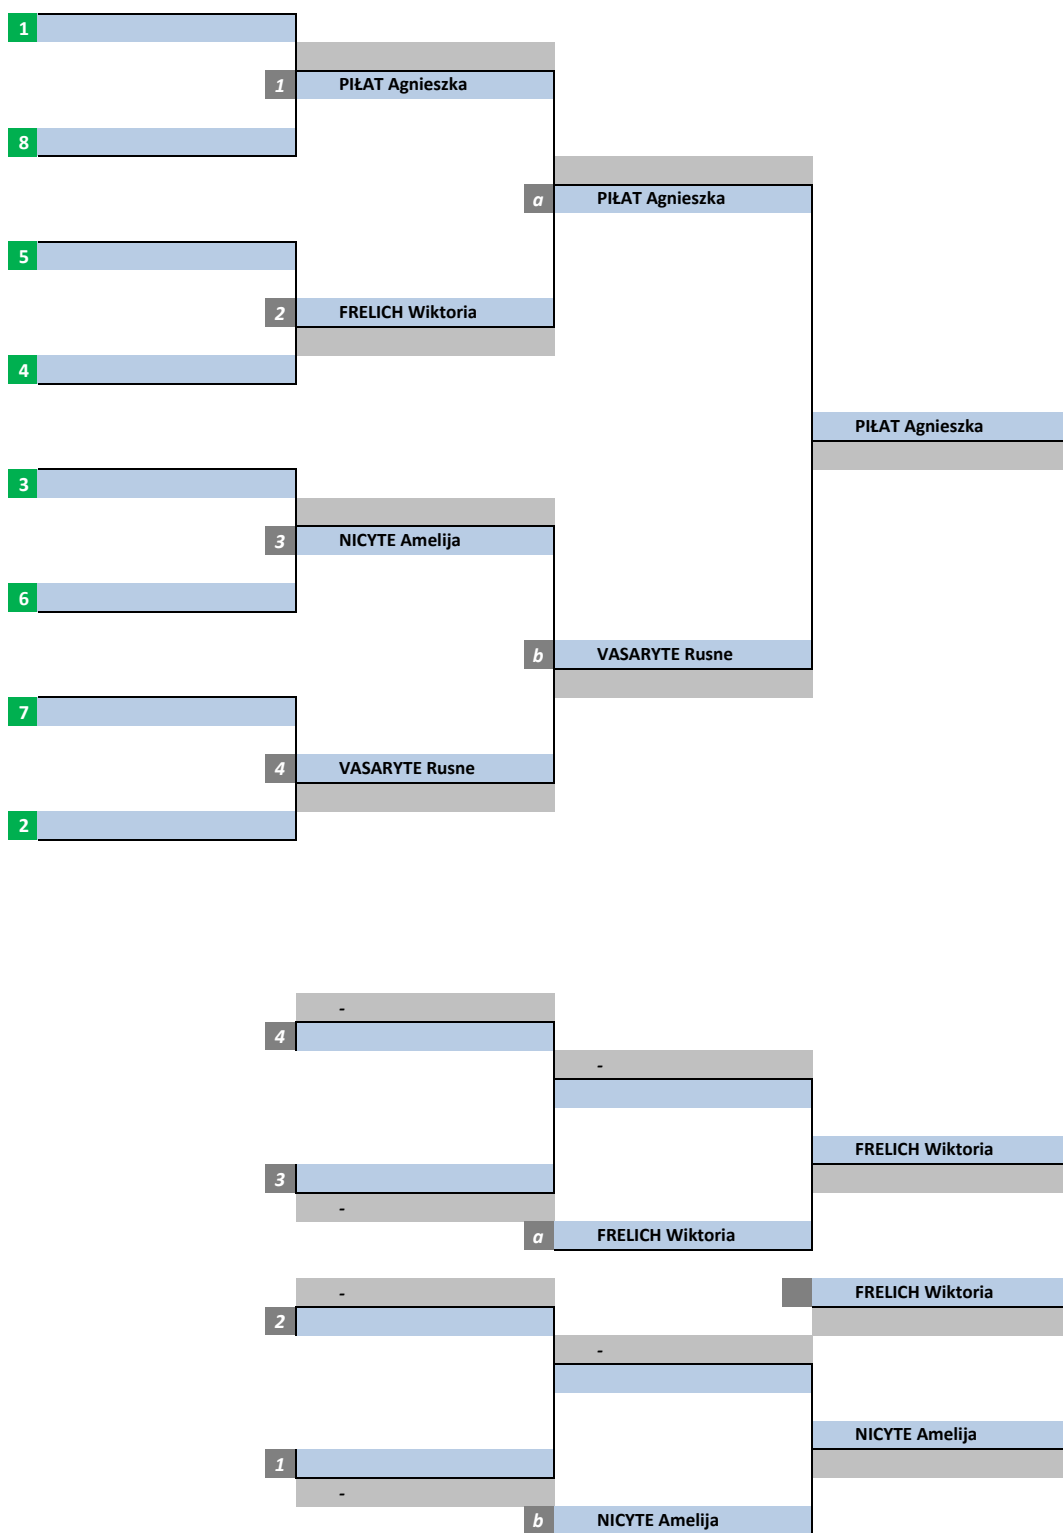 1
1 PIŁAT Agnieszka
8
a PIŁAT Agnieszka
5
2 FRELICH Wiktoria
4
PIŁAT Agnieszka
3
3 NICYTE Amelija
6
b VASARYTE Rusne
7
4 VASARYTE Rusne
2
-
4
-
FRELICH Wiktoria
3
-
a FRELICH Wiktoria
-
FRELICH Wiktoria
2
-
NICYTE Amelija
1
-
b NICYTE Amelija